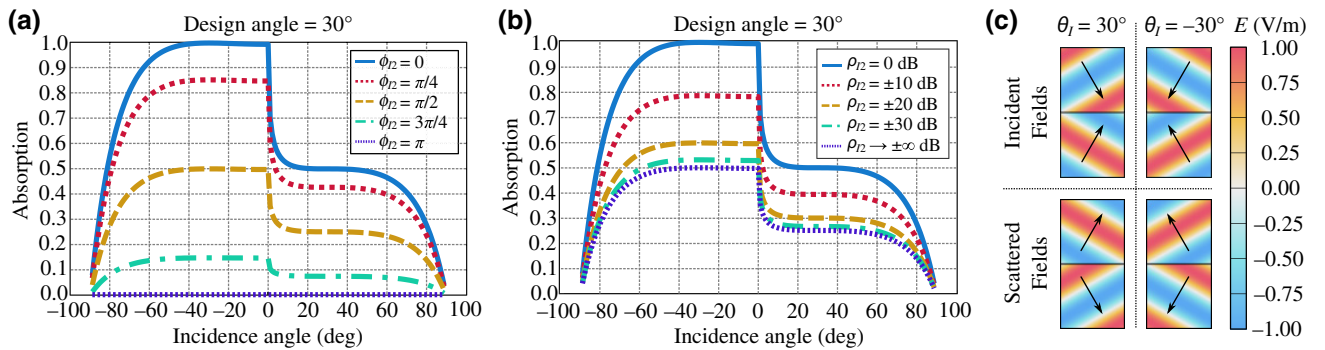 (a)
Design angle = 30°
Absorption
1.0
0.9
0.8
0.7
0.6
0.5
0.4
0.3
0.2
0.1
0.0
ϕ_I2 = 0
ϕ_I2 = π/4
ϕ_I2 = π/2
ϕ_I2 = 3π/4
ϕ_I2 = π
−100 −80 −60 −40 −20 0 20 40 60 80 100
Incidence angle (deg)
(b)
Design angle = 30°
Absorption
1.0
0.9
0.8
0.7
0.6
0.5
0.4
0.3
0.2
0.1
0.0
ρ_I2 = 0 dB
ρ_I2 = ±10 dB
ρ_I2 = ±20 dB
ρ_I2 = ±30 dB
ρ_I2 → ±∞ dB
−100 −80 −60 −40 −20 0 20 40 60 80 100
Incidence angle (deg)
(c)
θ_I = 30° θ_I = −30° E (V/m)
Incident
Fields
Scattered
Fields
1.00
0.75
0.50
0.25
0.00
−0.25
−0.50
−0.75
−1.00